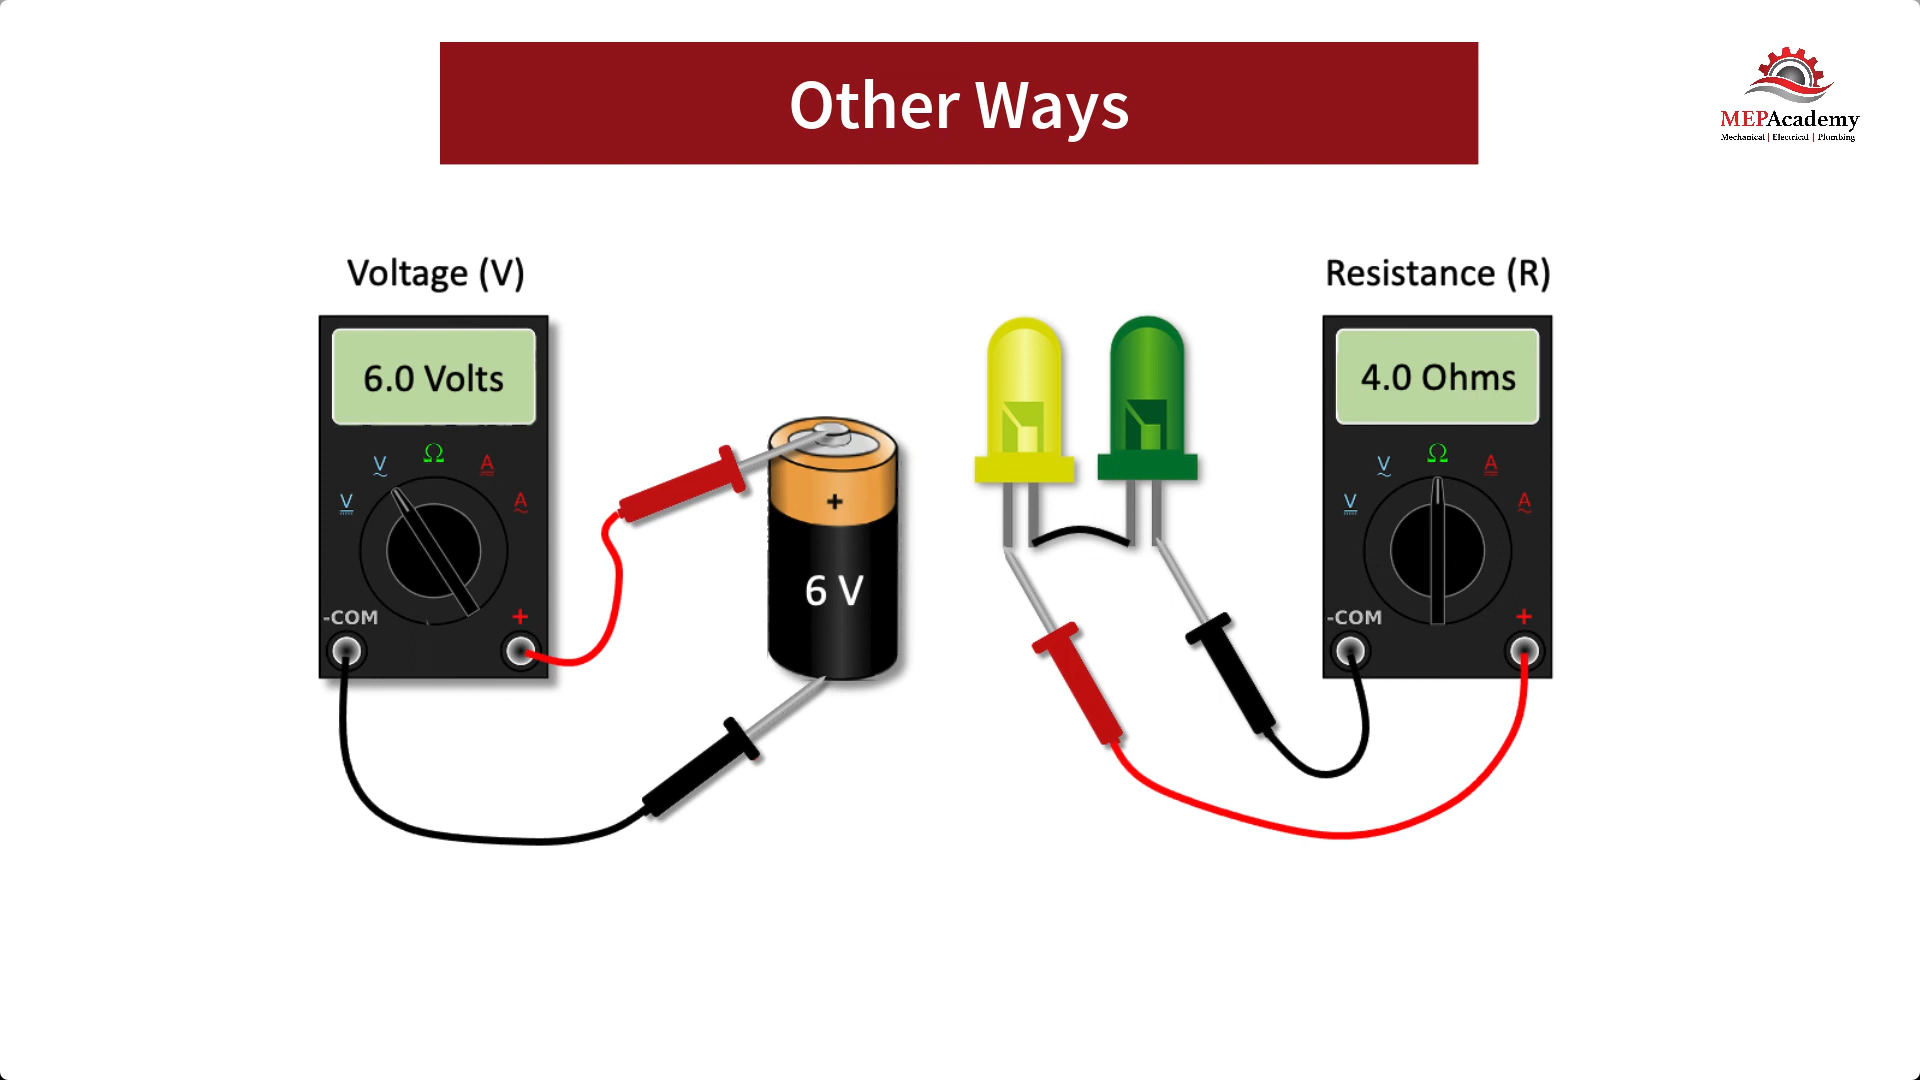 Other Ways
MEPAcademy
Mechanical | Electrical | Plumbing
Voltage (V)
6.0 Volts
V V Ω A A
-COM +
+
6 V
Resistance (R)
4.0 Ohms
V V Ω A A
-COM +